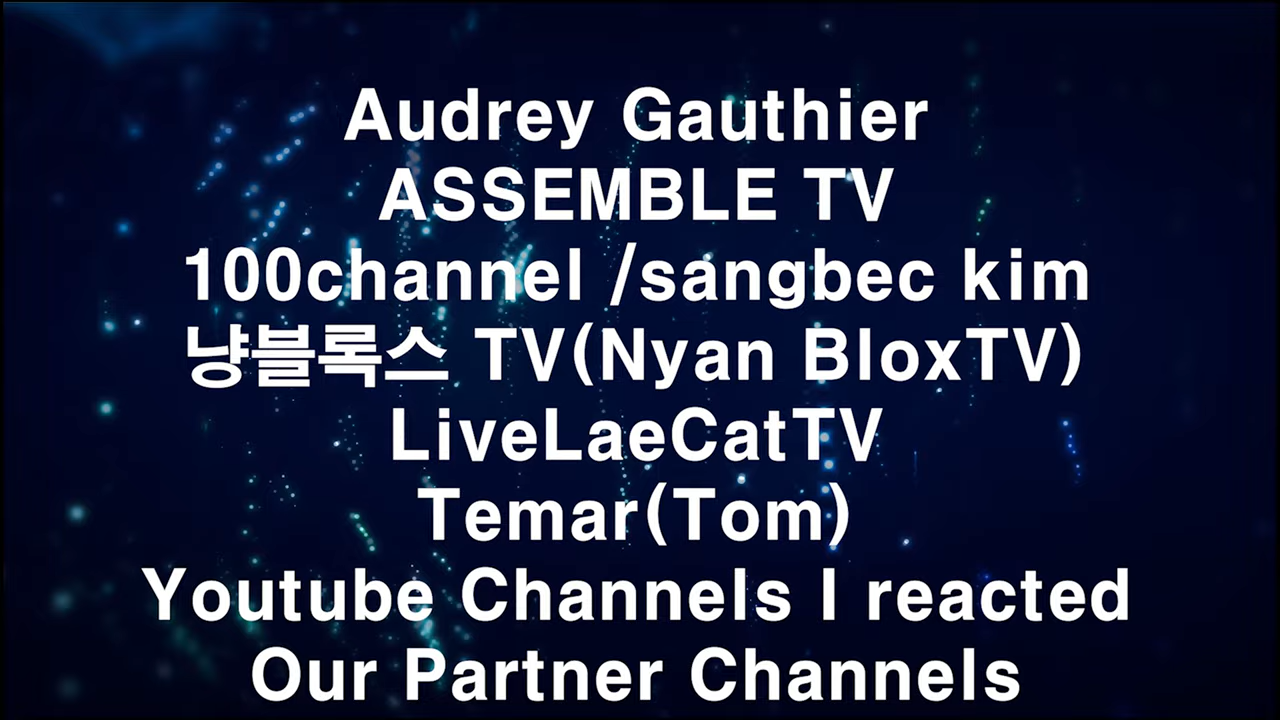 Audrey Gauthier
ASSEMBLE TV
100channel /sangbec kim
냥블록스 TV(Nyan BloxTV)
LiveLaeCatTV
Temar(Tom)
Youtube Channels I reacted
Our Partner Channels